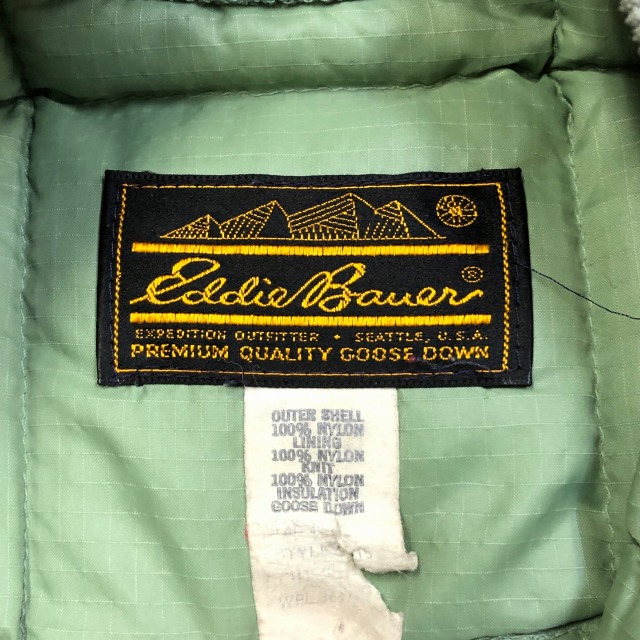 Eddie Bauer ®
EXPEDITION OUTFITTER • SEATTLE, U.S.A.
PREMIUM QUALITY GOOSE DOWN
OUTER SHELL
100% NYLON
LINING
100% NYLON
KNIT
100% NYLON
INSULATION
GOOSE DOWN